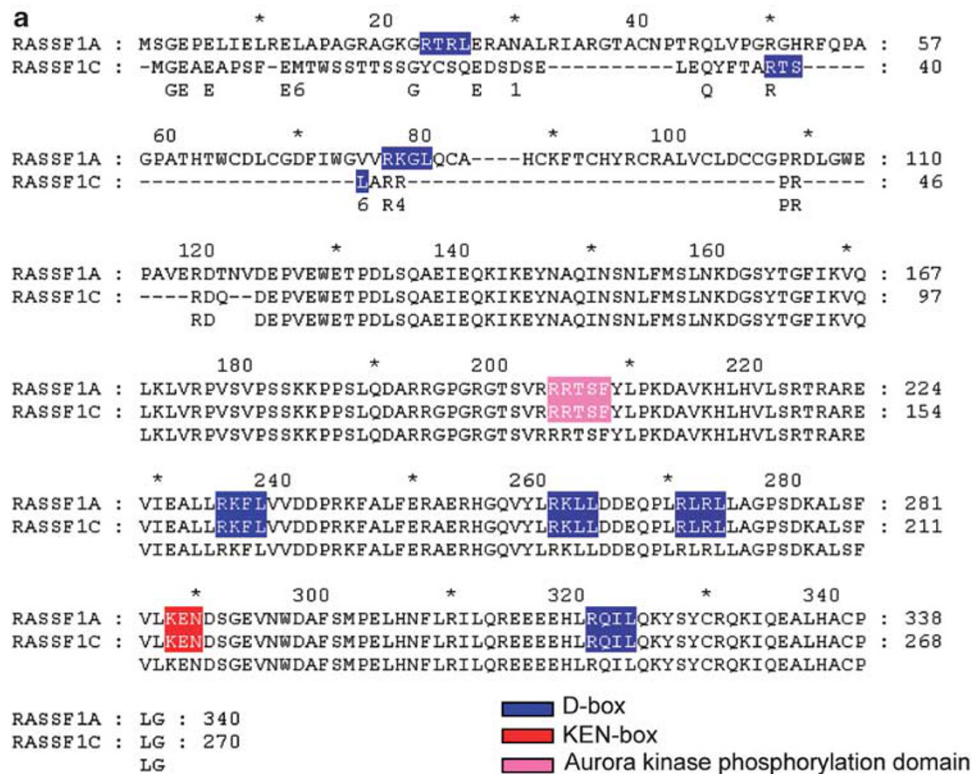 a
* 20 * 40 *
RASSF1A : MSGEPELIELRELAPAGRAGKGRTRLERANALRIARGTACNPTRQLVPGRGHRFQPA : 57
RASSF1C : -MGEAEAPSF-EMTWSSTTSSGYCSQEDSDSE----------LEQYFTARTS----- : 40
GE E E6 G E 1 Q R
60 * 80 * 100 *
RASSF1A : GPATHTWCDLCGDFIWGVVRKGLQCA----HCKFTCHYRCRALVCLDCCGPRDLGWE : 110
RASSF1C : -----------------LARR-----------------------------PR----- : 46
6 R4 PR
120 * 140 * 160 *
RASSF1A : PAVERDTNVDEPVEWETPDLSQAEIEQKIKEYNAQINSNLFMSLNKDGSYTGFIKVQ : 167
RASSF1C : ----RDQ--DEPVEWETPDLSQAEIEQKIKEYNAQINSNLFMSLNKDGSYTGFIKVQ : 97
RD DEPVEWETPDLSQAEIEQKIKEYNAQINSNLFMSLNKDGSYTGFIKVQ
180 * 200 * 220
RASSF1A : LKLVRPVSVPSSKKPPSLQDARRGPGRGTSVRRRTSFYLPKDAVKHLHVLSRTRARE : 224
RASSF1C : LKLVRPVSVPSSKKPPSLQDARRGPGRGTSVRRRTSFYLPKDAVKHLHVLSRTRARE : 154
LKLVRPVSVPSSKKPPSLQDARRGPGRGTSVRRRTSFYLPKDAVKHLHVLSRTRARE
* 240 * 260 * 280
RASSF1A : VIEALLRKFLVVDDPRKFALFERAERHGQVYLRKLLDDEQPLRLRLLAGPSDKALSF : 281
RASSF1C : VIEALLRKFLVVDDPRKFALFERAERHGQVYLRKLLDDEQPLRLRLLAGPSDKALSF : 211
VIEALLRKFLVVDDPRKFALFERAERHGQVYLRKLLDDEQPLRLRLLAGPSDKALSF
* 300 * 320 * 340
RASSF1A : VLKENDSGEVNWDAFSMPELHNFLRILQREEEEHLRQILQKYSYCRQKIQEALHACP : 338
RASSF1C : VLKENDSGEVNWDAFSMPELHNFLRILQREEEEHLRQILQKYSYCRQKIQEALHACP : 268
VLKENDSGEVNWDAFSMPELHNFLRILQREEEEHLRQILQKYSYCRQKIQEALHACP
RASSF1A : LG : 340
RASSF1C : LG : 270
LG
D-box
KEN-box
Aurora kinase phosphorylation domain